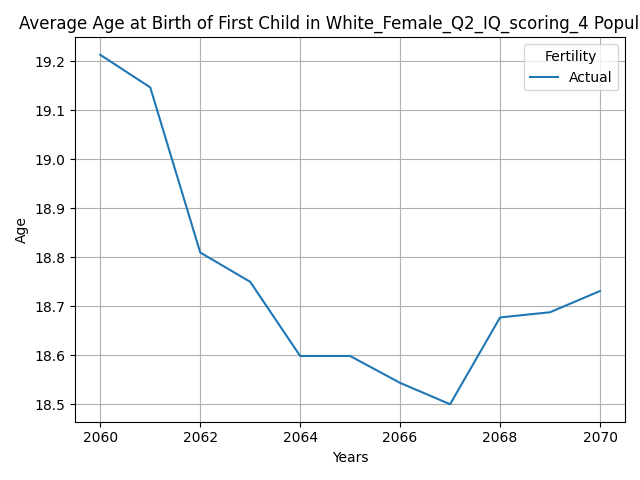 Average Age at Birth of First Child in White_Female_Q2_IQ_scoring_4 Popul
Fertility
Actual
19.2
19.1
19.0
18.9
18.8
18.7
18.6
18.5
Age
2060 2062 2064 2066 2068 2070
Years